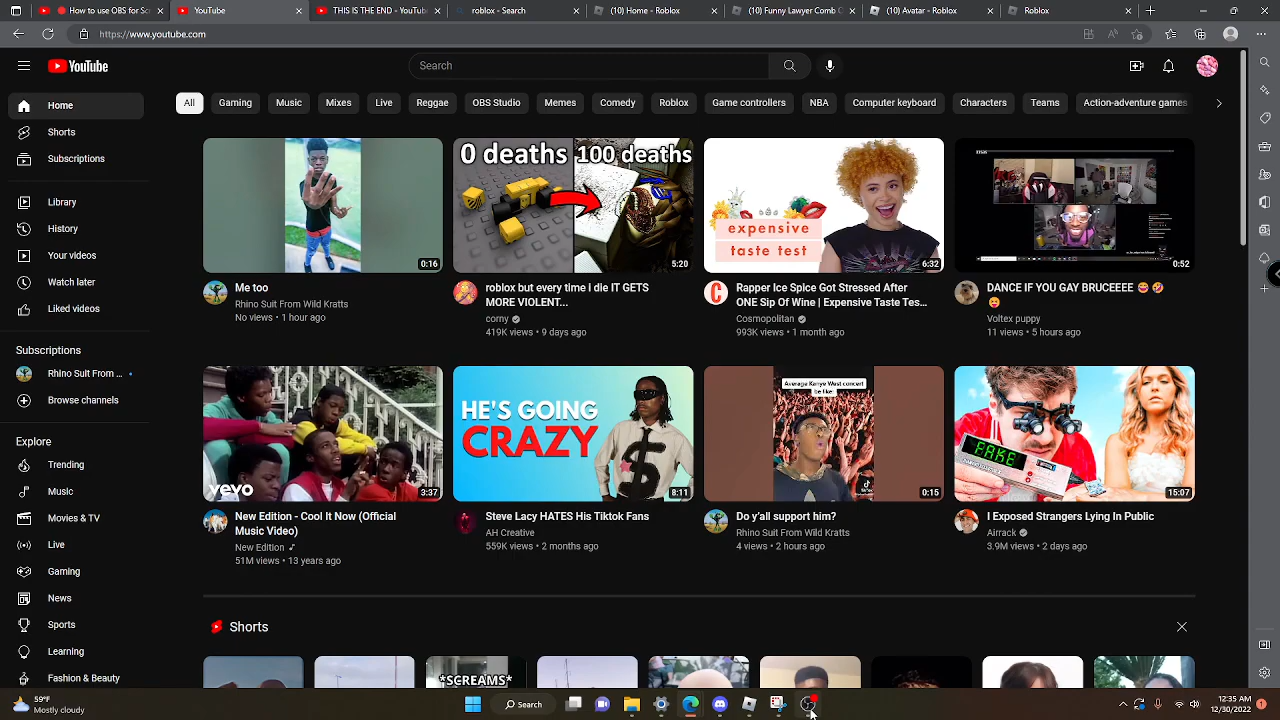 How to use OBS for Sc
YouTube
THIS IS THE END - YouTub
roblox - Search
(10) Home - Roblox
(10) Funny Lawyer Comb
(10) Avatar - Roblox
Roblox
https://www.youtube.com
YouTube
Search
Home
Shorts
Subscriptions
Library
History
Your videos
Watch later
Liked videos
Subscriptions
Rhino Suit From ...
Browse channels
Explore
Trending
Music
Movies & TV
Live
Gaming
News
Sports
Learning
Fashion & Beauty
All
Gaming
Music
Mixes
Live
Reggae
OBS Studio
Memes
Comedy
Roblox
Game controllers
NBA
Computer keyboard
Characters
Teams
Action-adventure games
0:16
Me too
Rhino Suit From Wild Kratts
No views • 1 hour ago
0 deaths 100 deaths
5:20
roblox but every time i die IT GETS
MORE VIOLENT...
corny
419K views • 9 days ago
expensive
taste test
6:32
Rapper Ice Spice Got Stressed After
ONE Sip Of Wine | Expensive Taste Tes...
Cosmopolitan
993K views • 1 month ago
0:52
DANCE IF YOU GAY BRUCEEEE 😝 🤣
😍
Voltex puppy
11 views • 5 hours ago
vevo
3:37
New Edition - Cool It Now (Official
Music Video)
New Edition
51M views • 13 years ago
HE'S GOING
CRAZY
8:11
Steve Lacy HATES His Tiktok Fans
AH Creative
559K views • 2 months ago
Average Kanye West concert
be like:
0:15
Do y'all support him?
Rhino Suit From Wild Kratts
4 views • 2 hours ago
FAKE
15:07
I Exposed Strangers Lying In Public
Airrack
3.9M views • 2 days ago
Shorts
*SCREAMS*
59°F
Mostly cloudy
Search
12:35 AM
12/30/2022